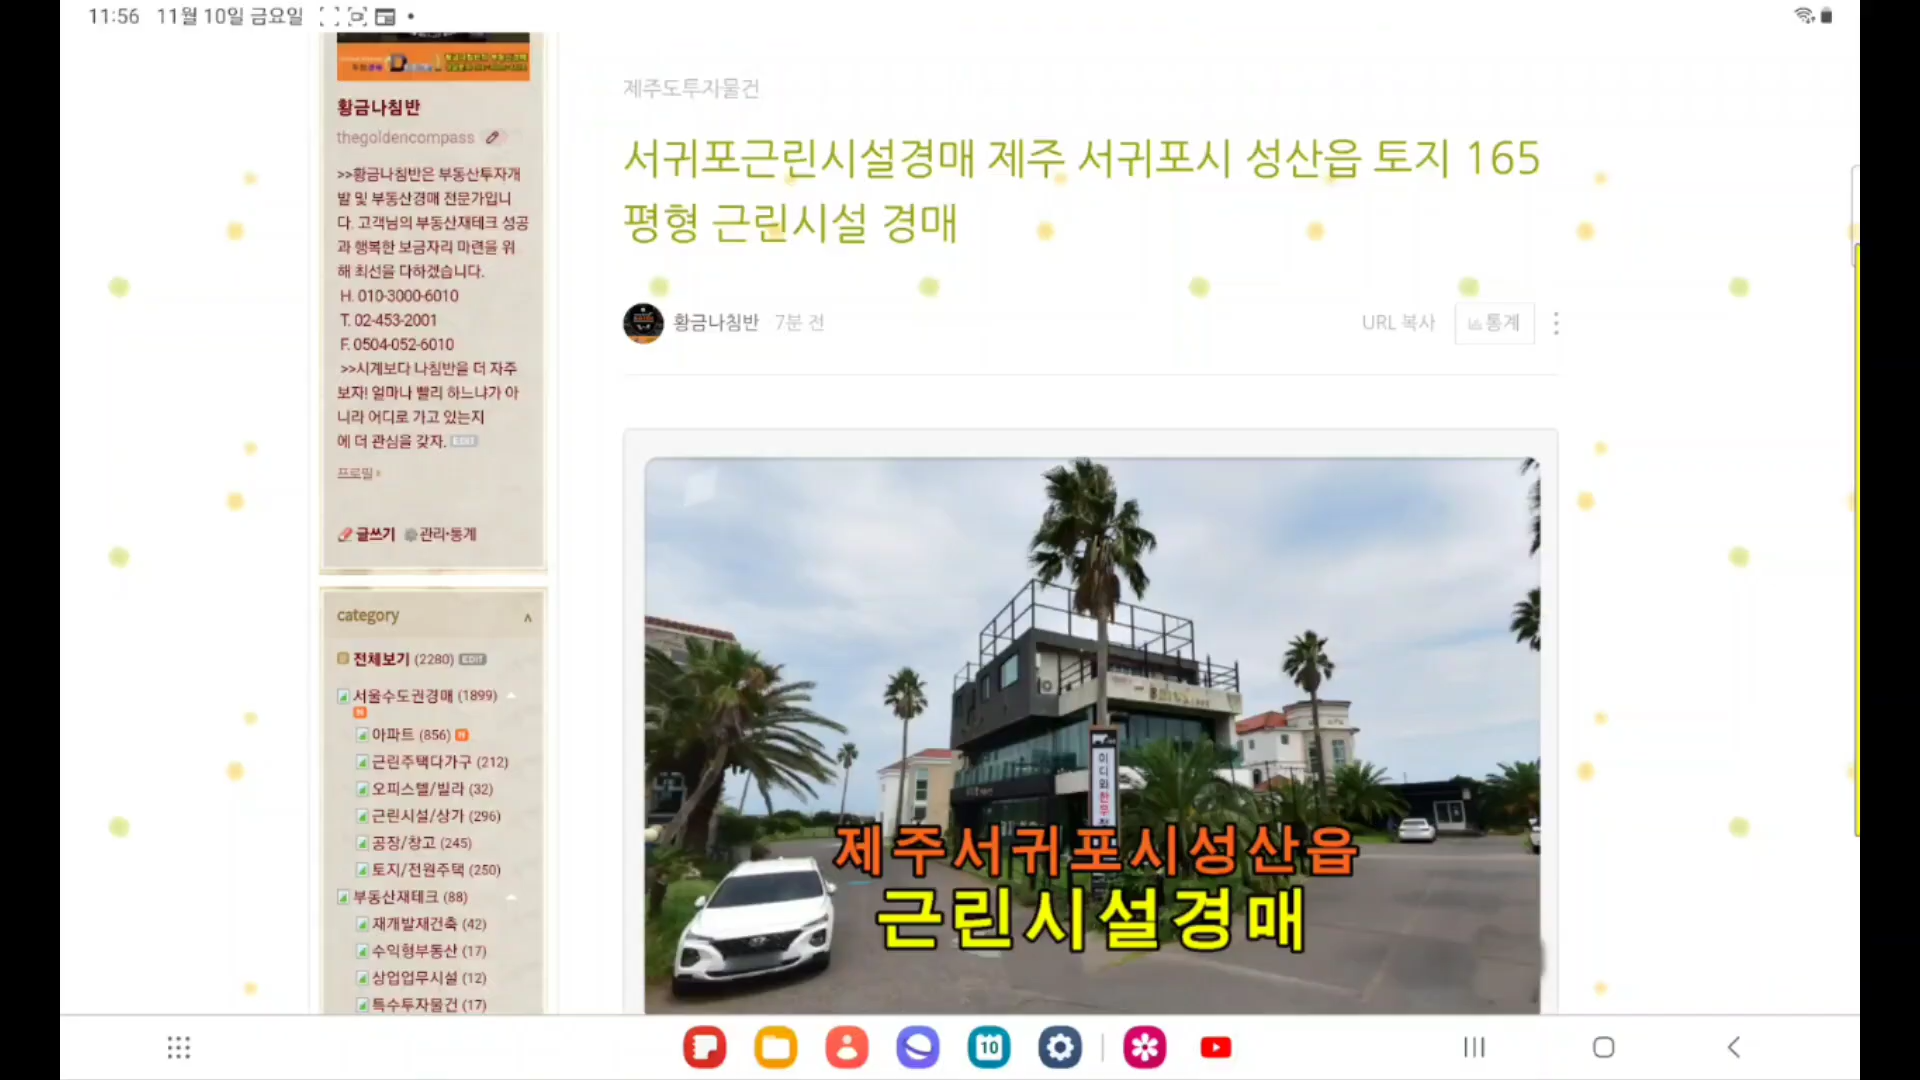 11:56 11월 10일 금요일
황금나침반
thegoldencompass
>>황금나침반은 부동산투자개
발 및 부동산경매 전문가입니
다. 고객님의 부동산재테크 성공
과 행복한 보금자리 마련을 위
해 최선을 다하겠습니다.
H. 010-3000-6010
T. 02-453-2001
F. 0504-052-6010
>>시계보다 나침반을 더 자주
보자! 얼마나 빨리 하느냐가 아
니라 어디로 가고 있는지
에 더 관심을 갖자. EDIT
프로필
글쓰기 관리·통계
category
전체보기 (2280) EDIT
서울수도권경매 (1899)
N
아파트 (856) N
근린주택다가구 (212)
오피스텔/빌라 (32)
근린시설/상가 (296)
공장/창고 (245)
토지/전원주택 (250)
부동산재테크 (88)
재개발재건축 (42)
수익형부동산 (17)
상업업무시설 (12)
특수투자물건 (17)
제주도투자물건
서귀포근린시설경매 제주 서귀포시 성산읍 토지 165
평형 근린시설 경매
황금나침반 7분 전
URL 복사 통계
제주서귀포시성산읍
근린시설경매
10